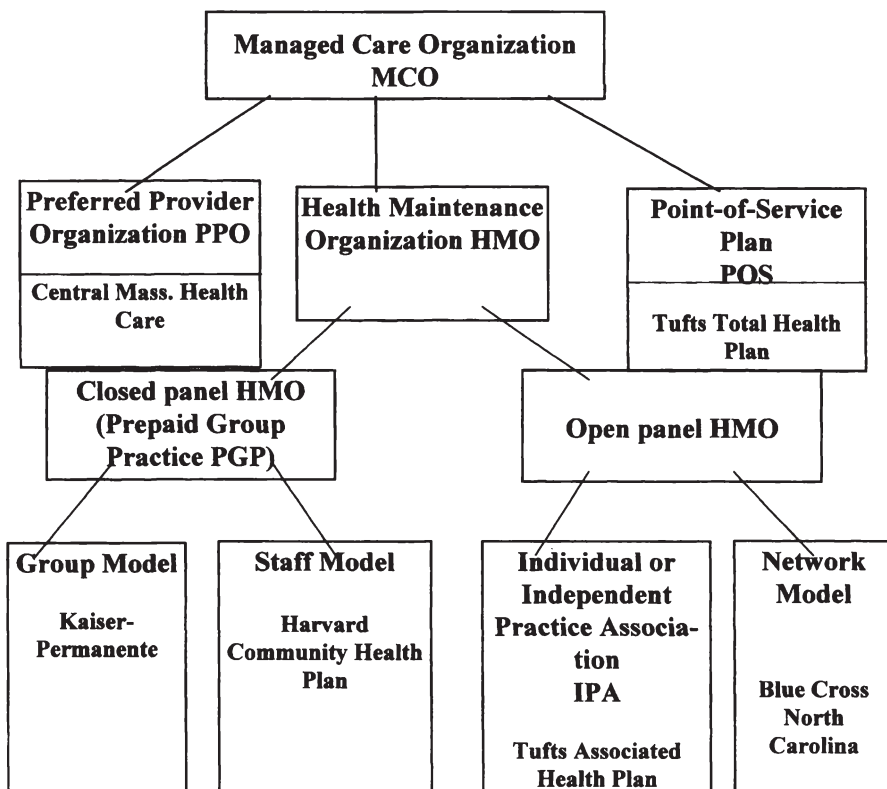 Managed Care Organization
MCO
Preferred Provider
Organization PPO
Central Mass. Health
Care
Health Maintenance
Organization HMO
Point-of-Service
Plan
POS
Tufts Total Health
Plan
Closed panel HMO
(Prepaid Group
Practice PGP)
Open panel HMO
Group Model
Kaiser-
Permanente
Staff Model
Harvard
Community Health
Plan
Individual or
Independent
Practice Associa-
tion
IPA
Tufts Associated
Health Plan
Network
Model
Blue Cross
North
Carolina